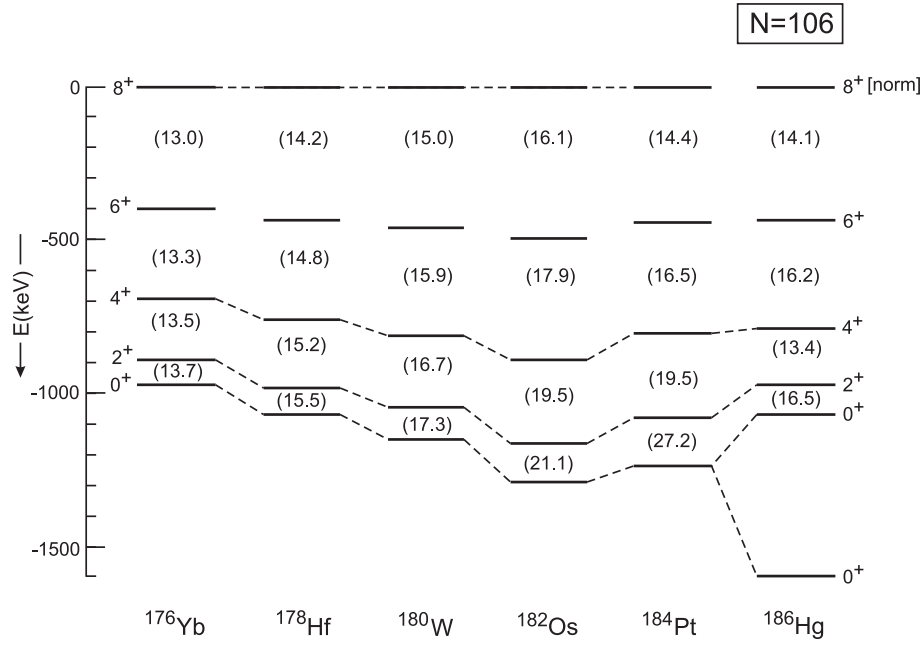 N=106
0 8⁺ 8⁺ [norm]
(13.0) (14.2) (15.0) (16.1) (14.4) (14.1)
6⁺ 6⁺
-500
(13.3) (14.8) (15.9) (17.9) (16.5) (16.2)
E(keV)
4⁺ 4⁺
(13.5) (15.2) (16.7) (19.5) (19.5) (13.4)
2⁺ 2⁺
(13.7) (15.5) (17.3) (21.1) (27.2) (16.5)
0⁺ 0⁺
-1000
-1500
0⁺
¹⁷⁶Yb ¹⁷⁸Hf ¹⁸⁰W ¹⁸²Os ¹⁸⁴Pt ¹⁸⁶Hg